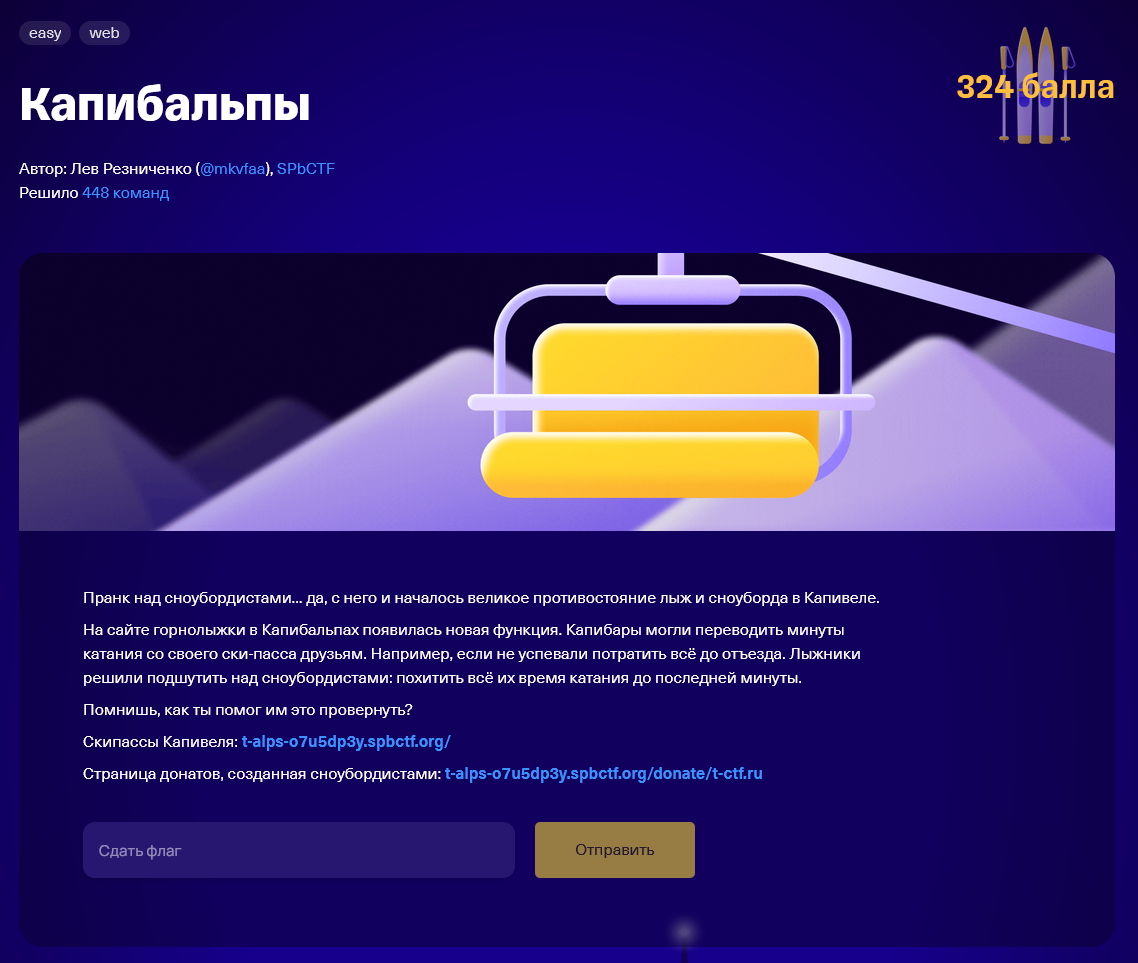 easy web
324 балла
Капибальпы
Автор: Лев Резниченко (@mkvfaa), SPbCTF
Решило 448 команд
Пранк над сноубордистами... да, с него и началось великое противостояние лыж и сноуборда в Капивеле.
На сайте горнолыжки в Капибальпах появилась новая функция. Капибары могли переводить минуты
катания со своего ски-пасса друзьям. Например, если не успевали потратить всё до отъезда. Лыжники
решили подшутить над сноубордистами: похитить всё их время катания до последней минуты.
Помнишь, как ты помог им это провернуть?
Скипассы Капивеля: t-alps-o7u5dp3y.spbctf.org/
Страница донатов, созданная сноубордистами: t-alps-o7u5dp3y.spbctf.org/donate/t-ctf.ru
Сдать флаг
Отправить